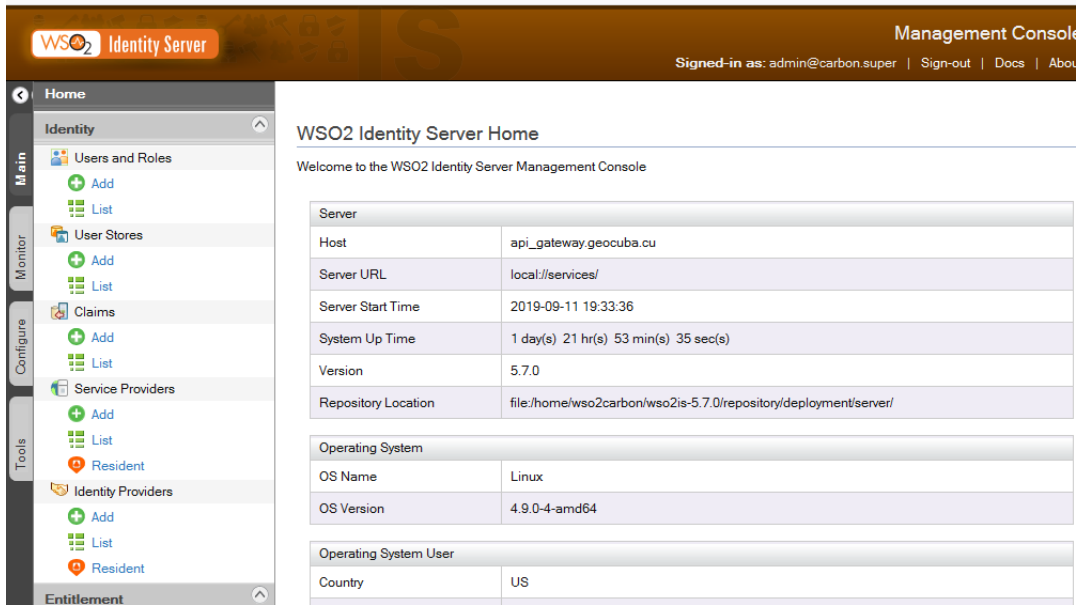 WSO2 Identity Server
Management Console
Signed-in as: admin@carbon.super | Sign-out | Docs | Abou
Home
Identity
Users and Roles
Add
List
User Stores
Add
List
Claims
Add
List
Service Providers
Add
List
Resident
Identity Providers
Add
List
Resident
Entitlement
Main
Monitor
Configure
Tools
WSO2 Identity Server Home
Welcome to the WSO2 Identity Server Management Console
Server
Host api_gateway.geocuba.cu
Server URL local://services/
Server Start Time 2019-09-11 19:33:36
System Up Time 1 day(s) 21 hr(s) 53 min(s) 35 sec(s)
Version 5.7.0
Repository Location file:/home/wso2carbon/wso2is-5.7.0/repository/deployment/server/
Operating System
OS Name Linux
OS Version 4.9.0-4-amd64
Operating System User
Country US